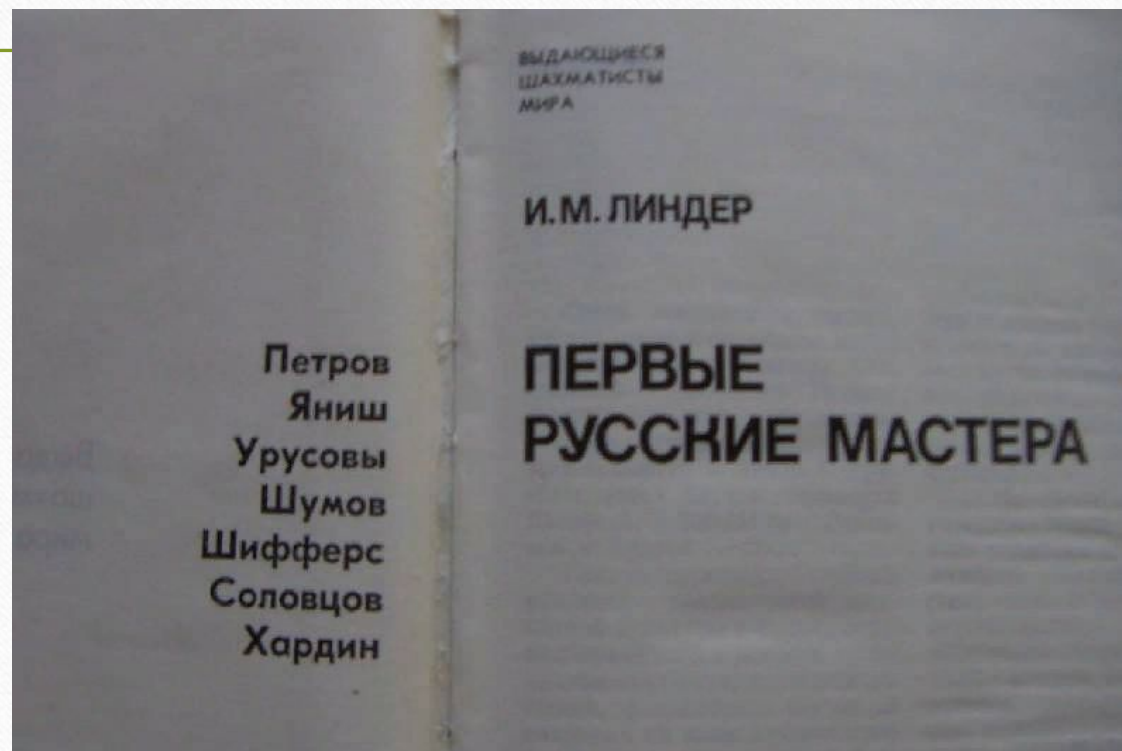 Петров
Яниш
Урусовы
Шумов
Шифферс
Соловцов
Хардин
ВЫДАЮЩИЕСЯ
ШАХМАТИСТЫ
МИРА
И.М. ЛИНДЕР
ПЕРВЫЕ
РУССКИЕ МАСТЕРА